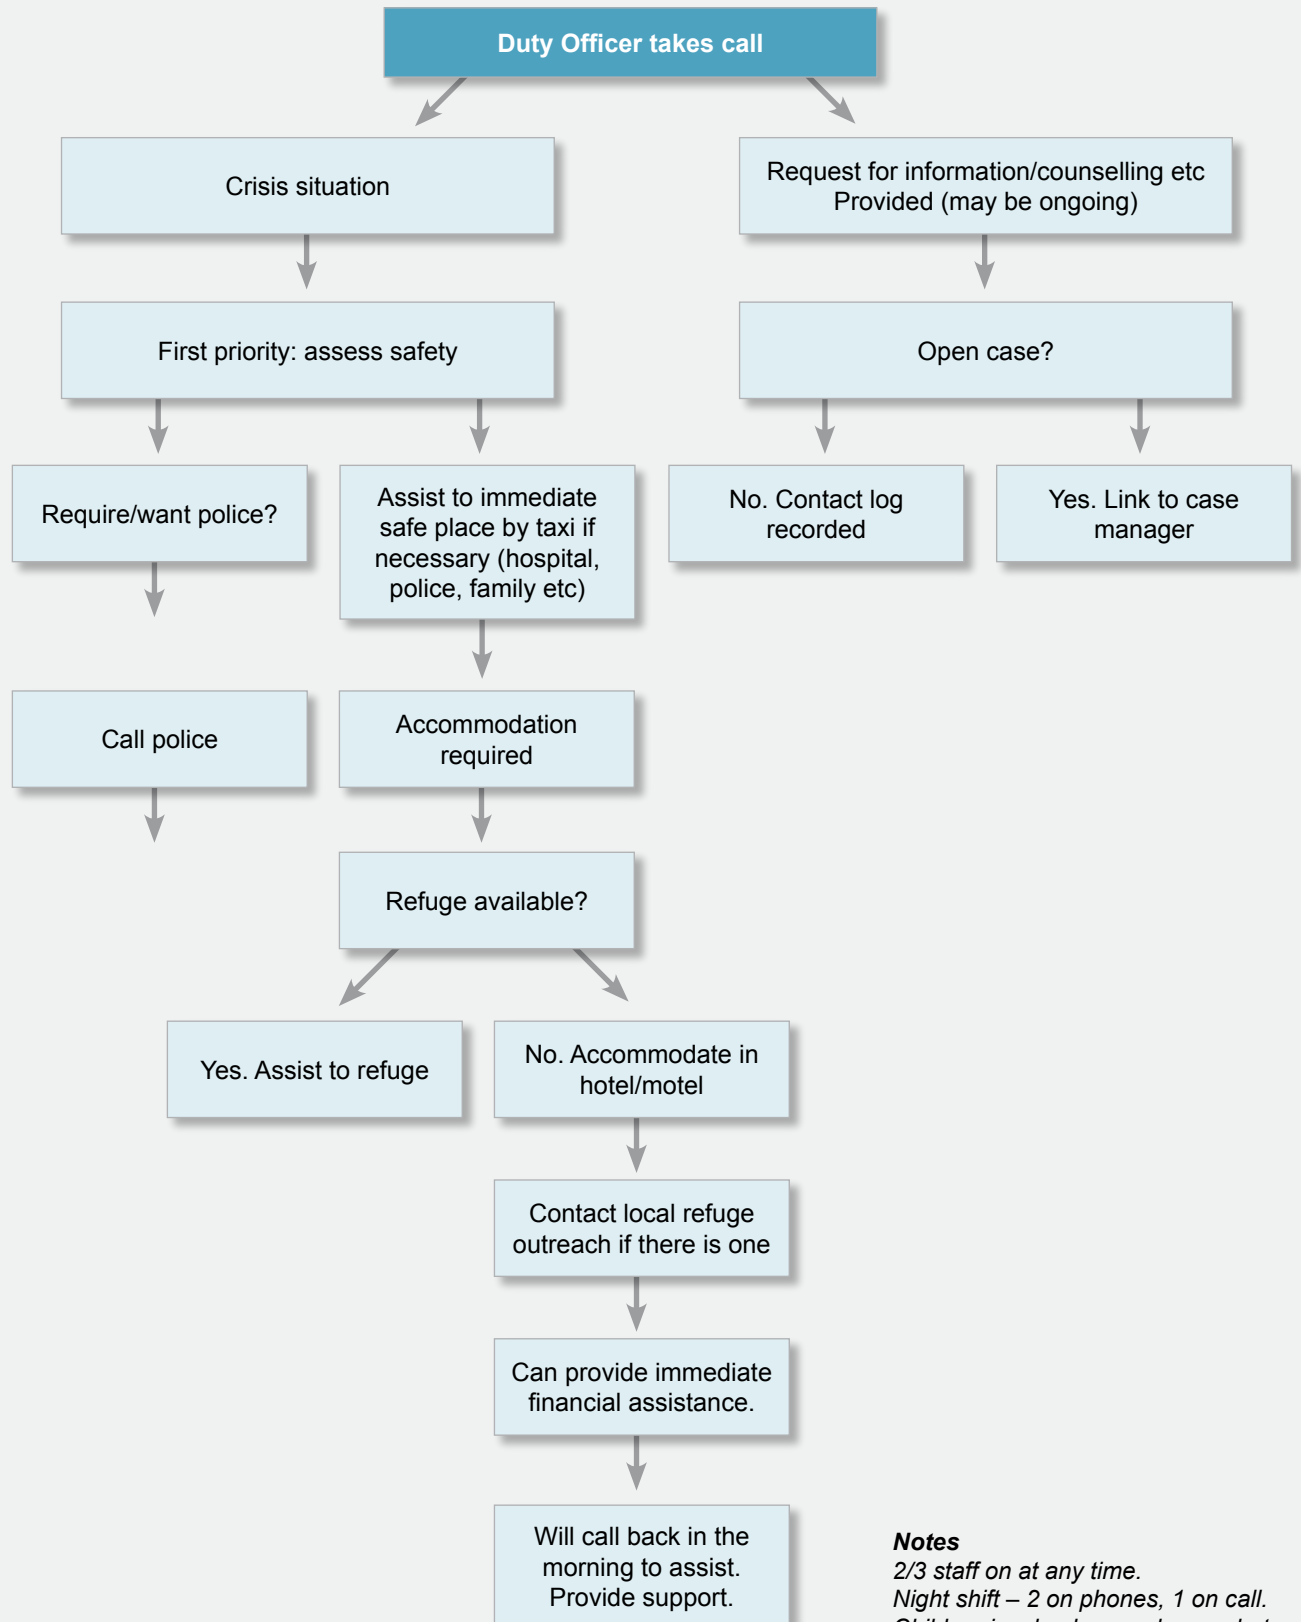 Duty Officer takes call
Crisis situation
Request for information/counselling etc
Provided (may be ongoing)
First priority: assess safety
Open case?
Require/want police?
Assist to immediate
safe place by taxi if
necessary (hospital,
police, family etc)
No. Contact log
recorded
Yes. Link to case
manager
Call police
Accommodation
required
Refuge available?
Yes. Assist to refuge
No. Accommodate in
hotel/motel
Contact local refuge
outreach if there is one
Can provide immediate
financial assistance.
Will call back in the
morning to assist.
Provide support.
Notes
2/3 staff on at any time.
Night shift – 2 on phones, 1 on call.